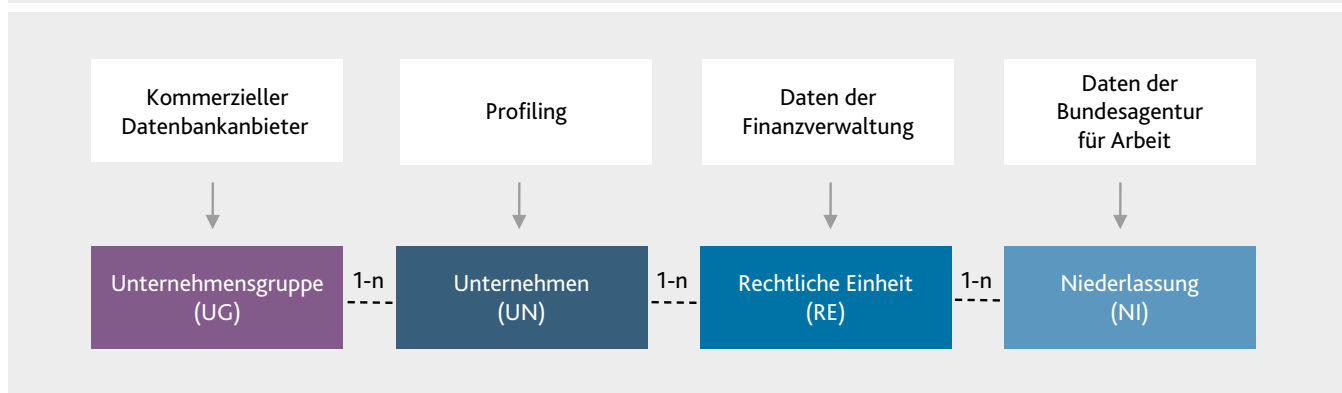 Kommerzieller
Datenbankanbieter
Profiling
Daten der
Finanzverwaltung
Daten der
Bundesagentur
für Arbeit
Unternehmensgruppe
(UG)
1-n
Unternehmen
(UN)
1-n
Rechtliche Einheit
(RE)
1-n
Niederlassung
(NI)